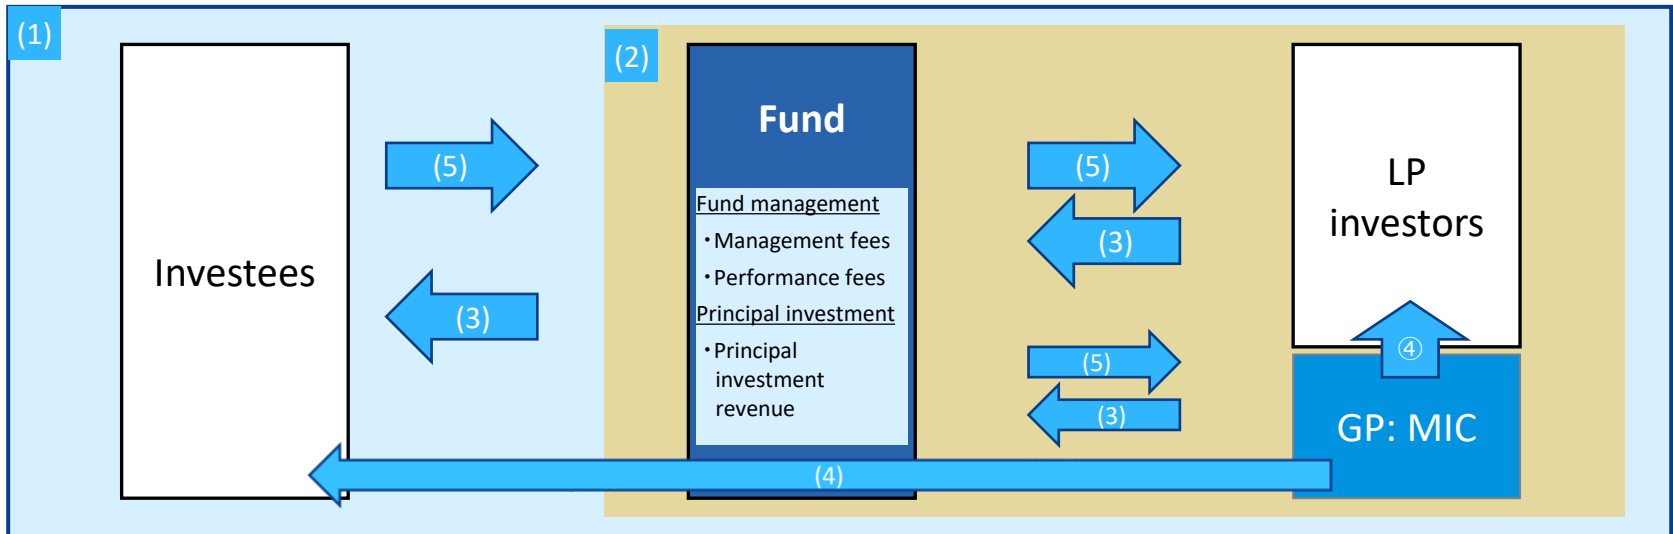 (1)
(2)
Investees
(5)
(3)
Fund
Fund management
・Management fees
・Performance fees
Principal investment
・Principal
investment
revenue
(5)
(3)
(5)
(3)
LP
investors
④
GP: MIC
(4)